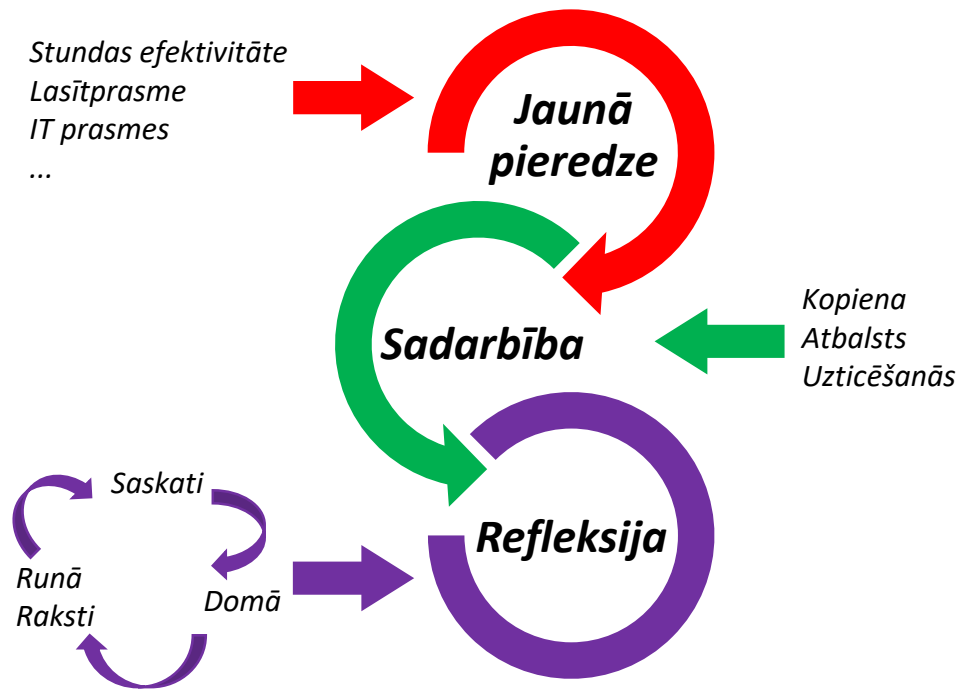 Stundas efektivitāte
Lasītprasme
IT prasmes
...
Jaunā
pieredze
Sadarbība
Kopiena
Atbalsts
Uzticēšanās
Saskati
Runā
Raksti
Domā
Refleksija